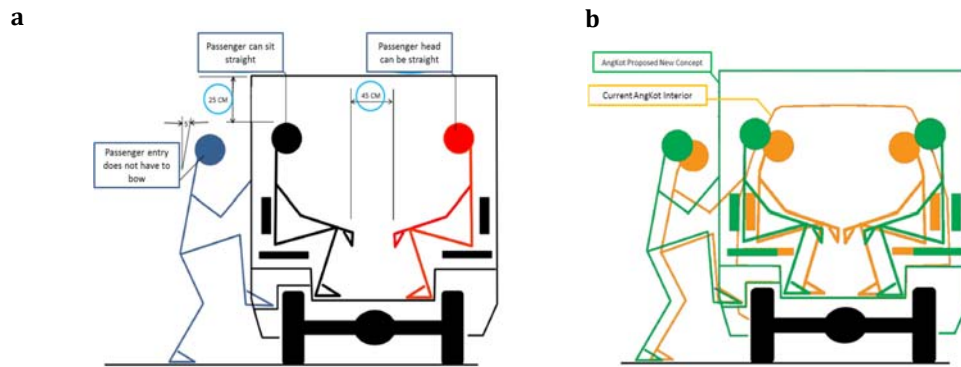 a
b
Passenger can sit
straight
Passenger head
can be straight
25 CM
45 CM
5
Passenger entry
does not have to
bow
AngKot Proposed New Concept
Current AngKot Interior